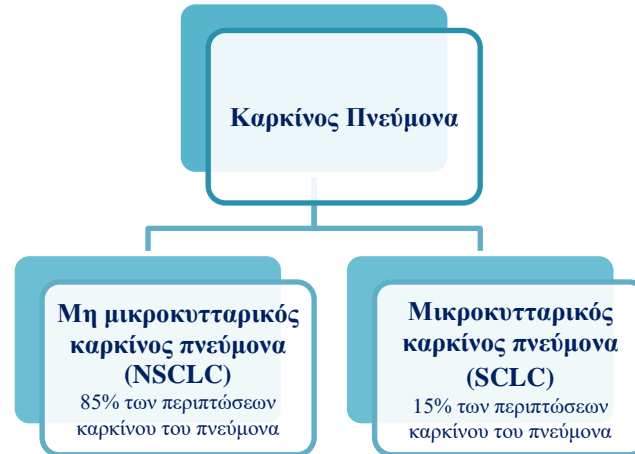 Καρκίνος Πνεύμονα
Μη μικροκυτταρικός
καρκίνος πνεύμονα
(NSCLC)
85% των περιπτώσεων
καρκίνου του πνεύμονα
Μικροκυτταρικός
καρκίνος πνεύμονα
(SCLC)
15% των περιπτώσεων
καρκίνου του πνεύμονα